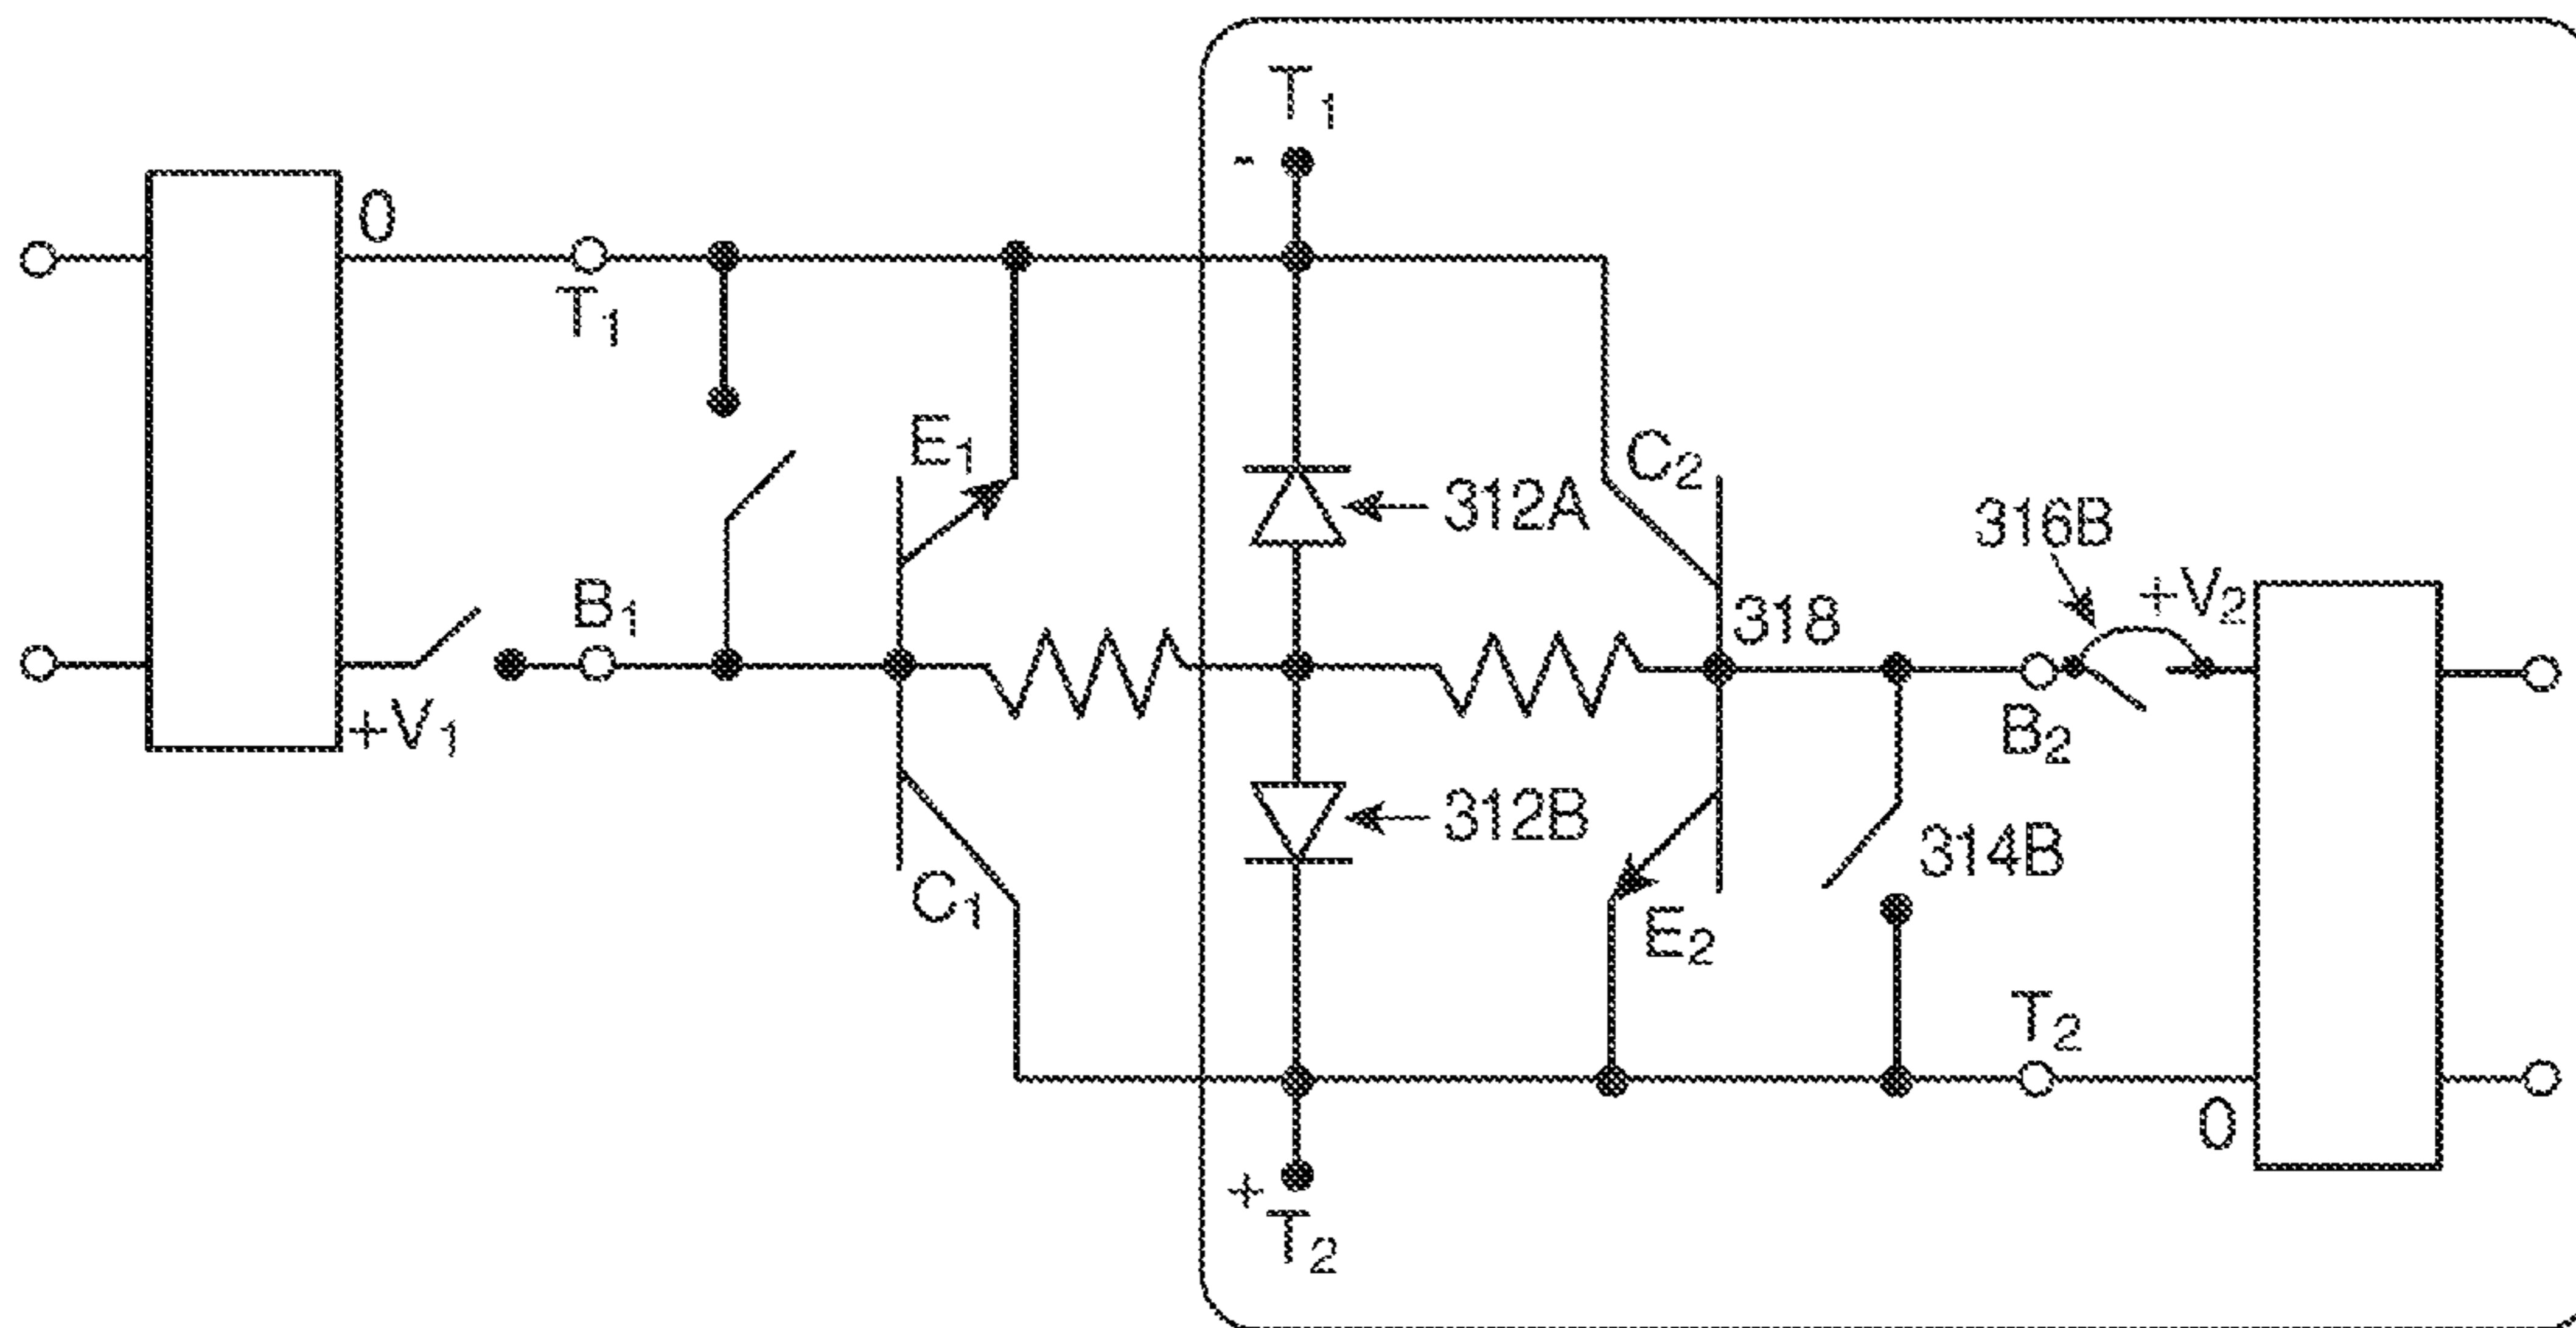 T₁
-
0
T₁
E₁
C₂
312A
316B
+V₂
B₁
318
+V₁
B₂
312B
314B
C₁
E₂
T₂
0
+
T₂